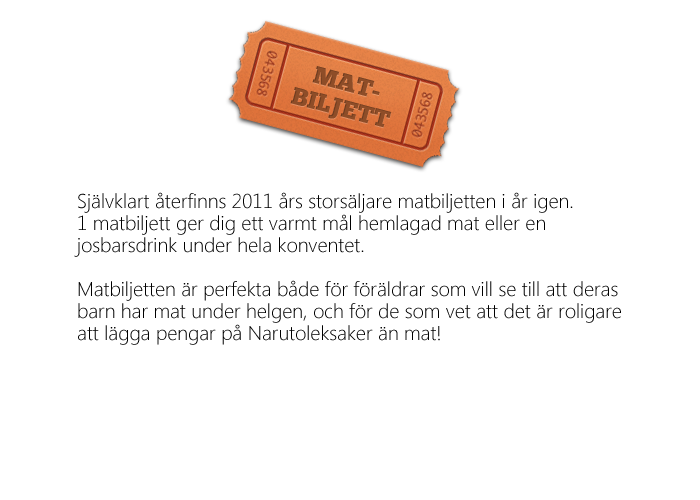 043568
MAT-
BILJETT
043568
Självklart återfinns 2011 års storsäljare matbiljetten i år igen.
1 matbiljett ger dig ett varmt mål hemlagad mat eller en
josbarsdrink under hela konventet.
Matbiljetten är perfekta både för föräldrar som vill se till att deras
barn har mat under helgen, och för de som vet att det är roligare
att lägga pengar på Narutoleksaker än mat!